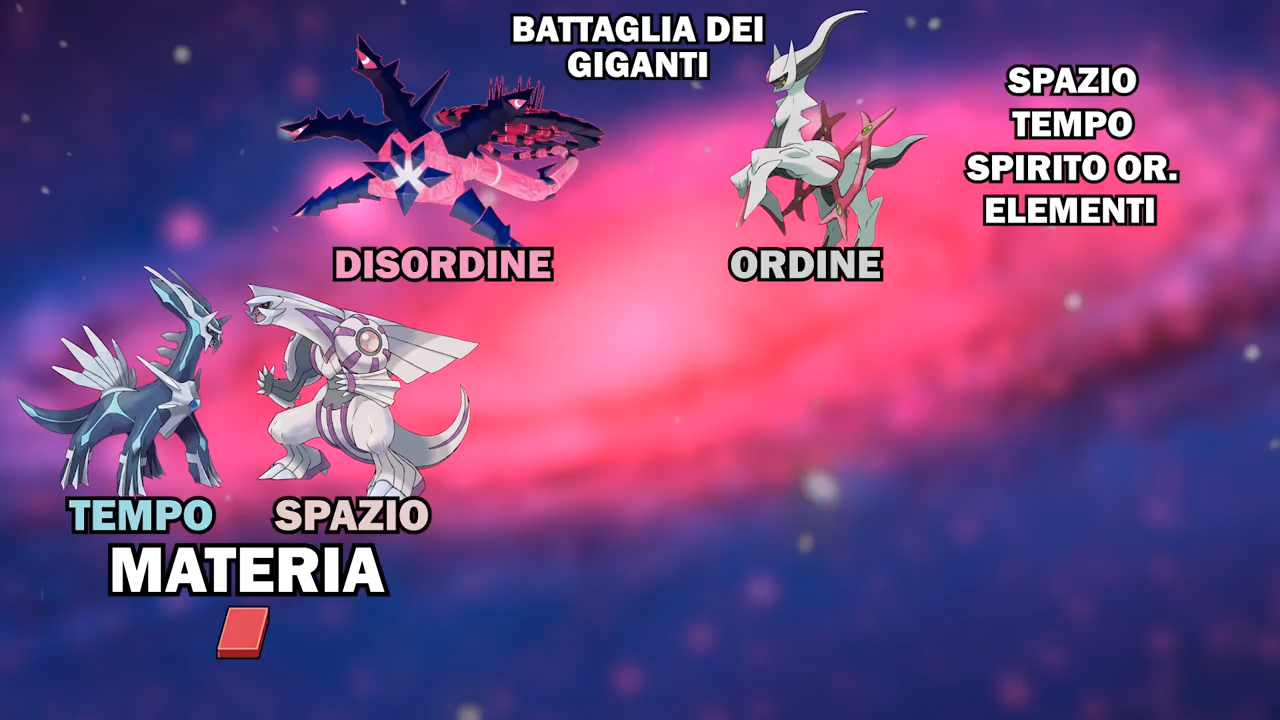 BATTAGLIA DEI
GIGANTI
SPAZIO
TEMPO
SPIRITO OR.
ELEMENTI
DISORDINE
ORDINE
TEMPO
SPAZIO
MATERIA